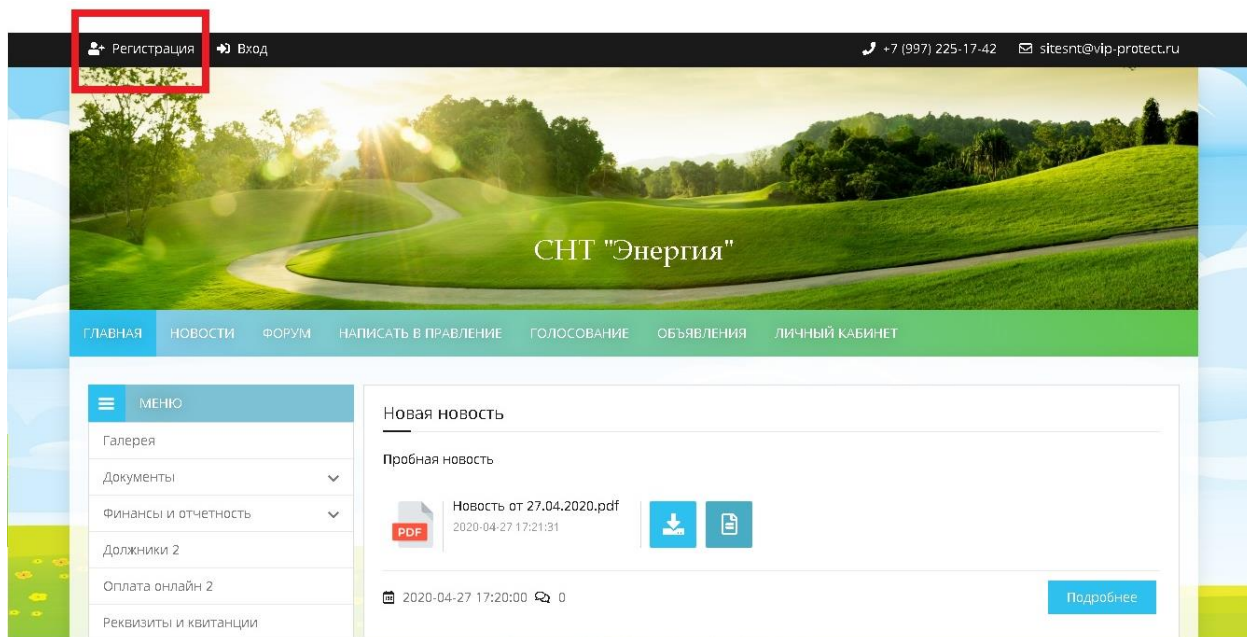 Регистрация Вход +7 (997) 225-17-42 sitesnt@vip-protect.ru
СНТ "Энергия"
ГЛАВНАЯ НОВОСТИ ФОРУМ НАПИСАТЬ В ПРАВЛЕНИЕ ГОЛОСОВАНИЕ ОБЪЯВЛЕНИЯ ЛИЧНЫЙ КАБИНЕТ
МЕНЮ
Галерея
Документы
Финансы и отчетность
Должники 2
Оплата онлайн 2
Реквизиты и квитанции
Новая новость
Пробная новость
PDF
Новость от 27.04.2020.pdf
2020-04-27 17:21:31
2020-04-27 17:20:00 0
Подробнее